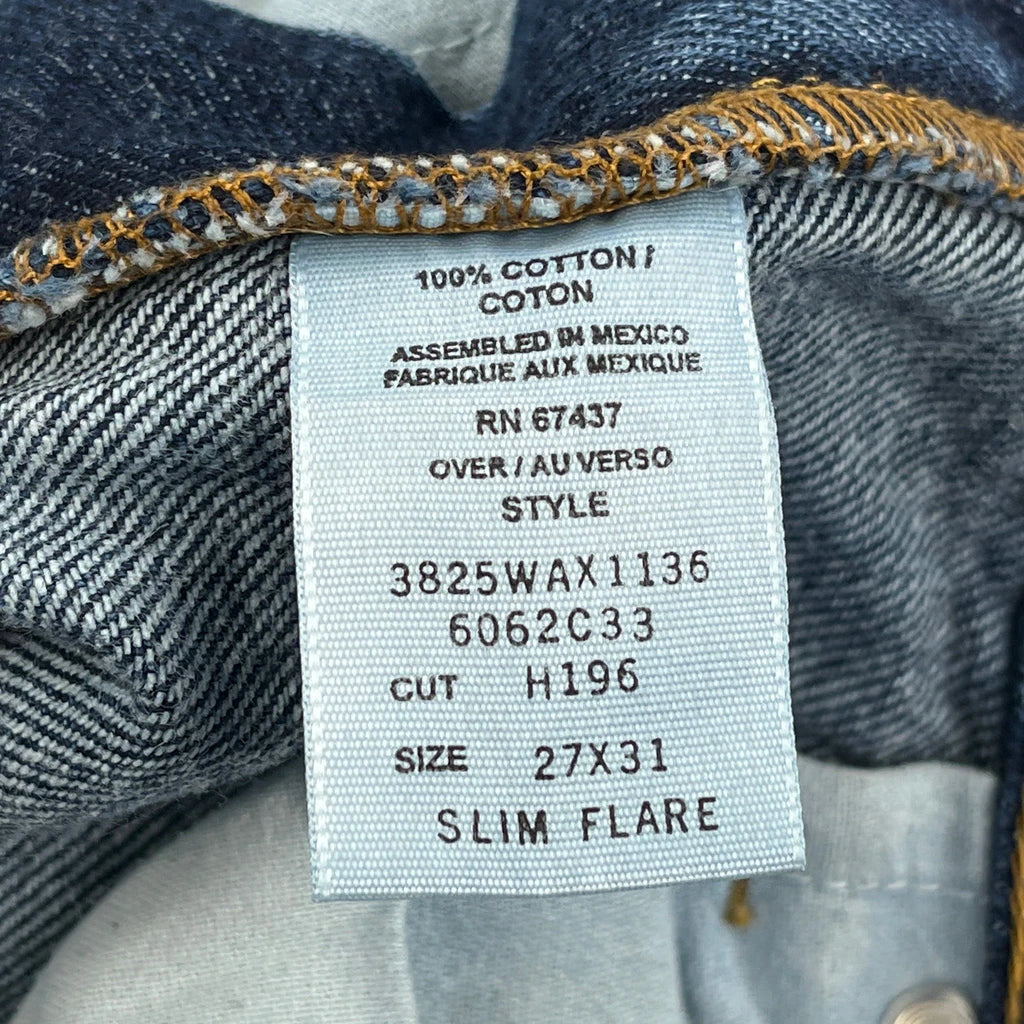 100% COTTON /
COTON
ASSEMBLED IN MEXICO
FABRIQUE AUX MEXIQUE
RN 67437
OVER / AU VERSO
STYLE
3825WAX1136
6062C33
CUT H196
SIZE 27X31
SLIM FLARE